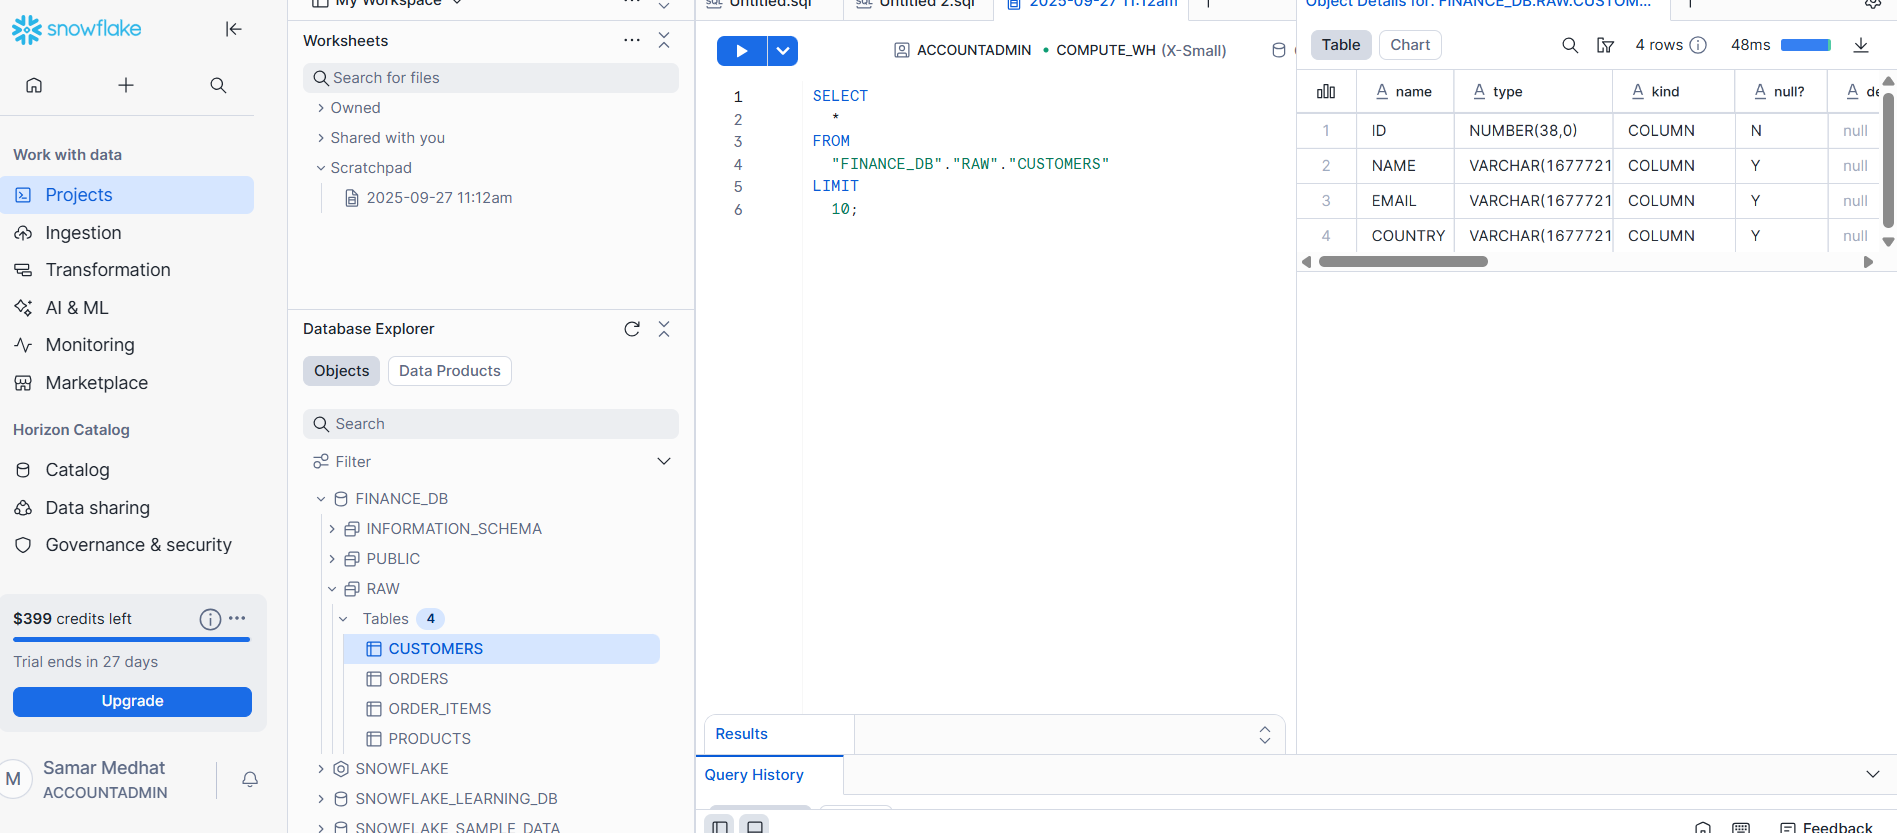 snowflake
Work with data
Projects
Ingestion
Transformation
AI & ML
Monitoring
Marketplace
Horizon Catalog
Catalog
Data sharing
Governance & security
$399 credits left
Trial ends in 27 days
Upgrade
M
Samar Medhat
ACCOUNTADMIN
My Workspace
Worksheets
Search for files
Owned
Shared with you
Scratchpad
2025-09-27 11:12am
Database Explorer
Objects Data Products
Search
Filter
FINANCE_DB
INFORMATION_SCHEMA
PUBLIC
RAW
Tables 4
CUSTOMERS
ORDERS
ORDER_ITEMS
PRODUCTS
SNOWFLAKE
SNOWFLAKE_LEARNING_DB
SNOWFLAKE_SAMPLE_DATA
SQL Untitled.sql SQL Untitled 2.sql 2025-09-27 11:12am
ACCOUNTADMIN COMPUTE_WH (X-Small)
1 SELECT
2 *
3 FROM
4 "FINANCE_DB"."RAW"."CUSTOMERS"
5 LIMIT
6 10;
Results
Query History
Object Details for: FINANCE_DB.RAW.CUSTOM...
Table Chart 4 rows 48ms
A name A type A kind A null? A de
1 ID NUMBER(38,0) COLUMN N null
2 NAME VARCHAR(1677721 COLUMN Y null
3 EMAIL VARCHAR(1677721 COLUMN Y null
4 COUNTRY VARCHAR(1677721 COLUMN Y null
Feedback